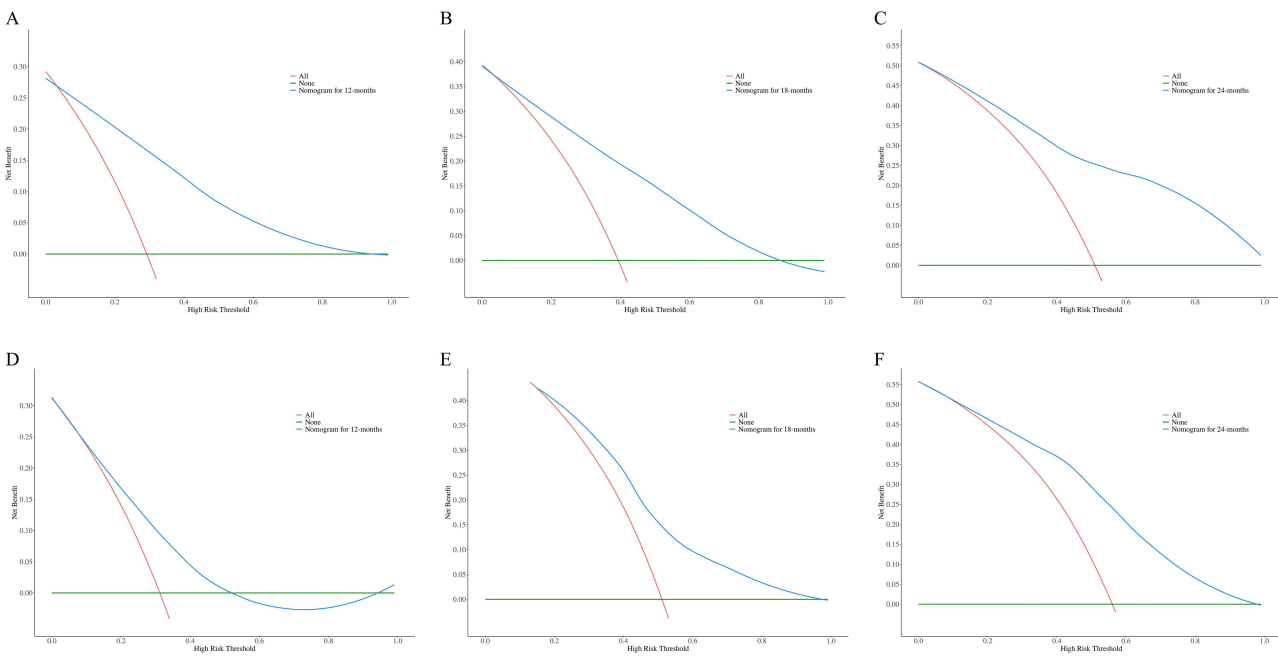 A
Net Benefit
0.30
0.25
0.20
0.15
0.10
0.05
0.00
0.0 0.2 0.4 0.6 0.8 1.0
High Risk Threshold
All
None
Nomogram for 12-months
B
Net Benefit
0.40
0.35
0.30
0.25
0.20
0.15
0.10
0.05
0.00
0.0 0.2 0.4 0.6 0.8 1.0
High Risk Threshold
All
None
Nomogram for 18-months
C
Net Benefit
0.55
0.50
0.45
0.40
0.35
0.30
0.25
0.20
0.15
0.10
0.05
0.00
0.0 0.2 0.4 0.6 0.8 1.0
High Risk Threshold
All
None
Nomogram for 24-months
D
Net Benefit
0.30
0.25
0.20
0.15
0.10
0.05
0.00
0.0 0.2 0.4 0.6 0.8 1.0
High Risk Threshold
All
None
Nomogram for 12-months
E
Net Benefit
0.40
0.35
0.30
0.25
0.20
0.15
0.10
0.05
0.00
0.0 0.2 0.4 0.6 0.8 1.0
High Risk Threshold
All
None
Nomogram for 18-months
F
Net Benefit
0.55
0.50
0.45
0.40
0.35
0.30
0.25
0.20
0.15
0.10
0.05
0.00
0.0 0.2 0.4 0.6 0.8 1.0
High Risk Threshold
All
None
Nomogram for 24-months